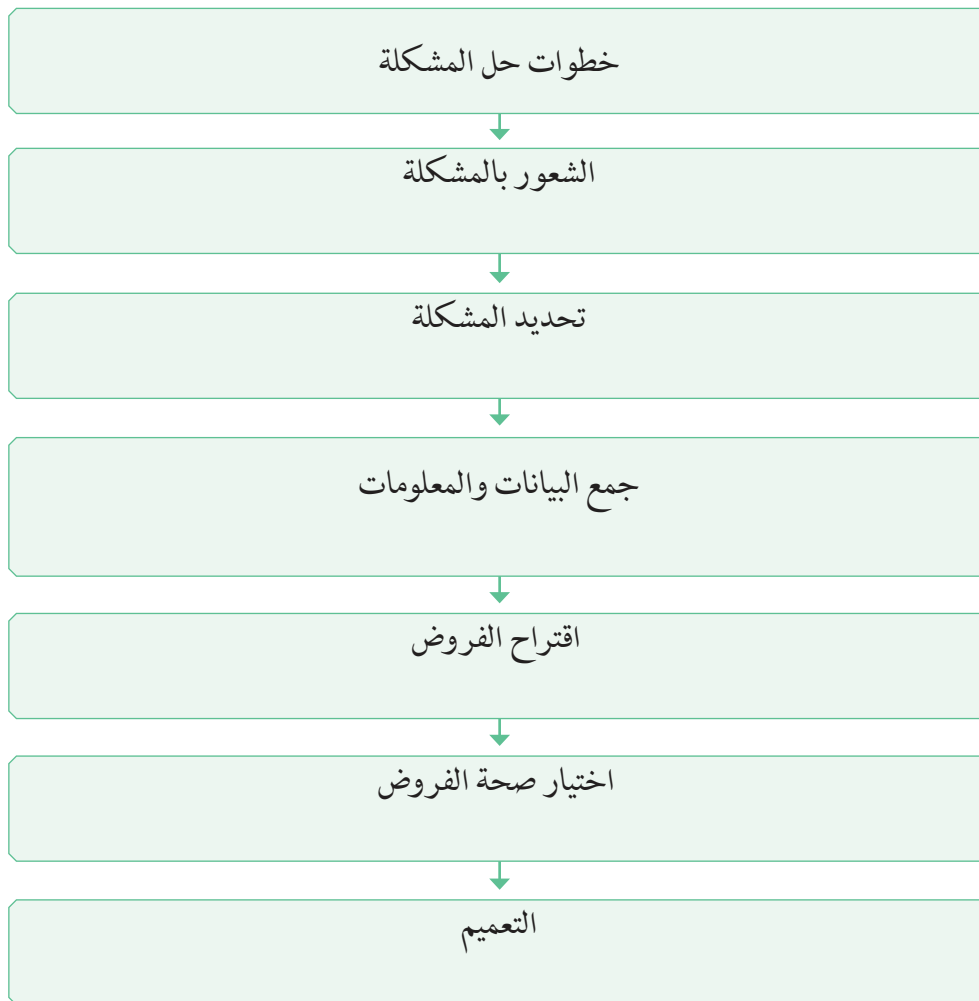 خطوات حل المشكلة
الشعور بالمشكلة
تحديد المشكلة
جمع البيانات والمعلومات
اقتراح الفروض
اختيار صحة الفروض
التعميم